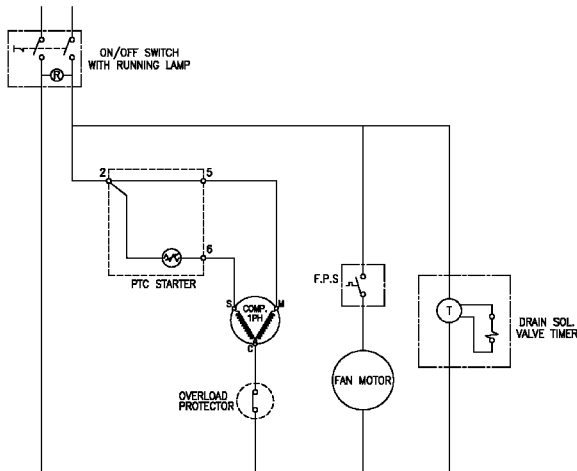 ON/OFF SWITCH
WITH RUNNING LAMP
R
2
5
6
PTC STARTER
S
M
COMP.
1PH
C
F.P.S
T
DRAIN SOL.
VALVE TIMER
FAN MOTOR
OVERLOAD
PROTECTOR